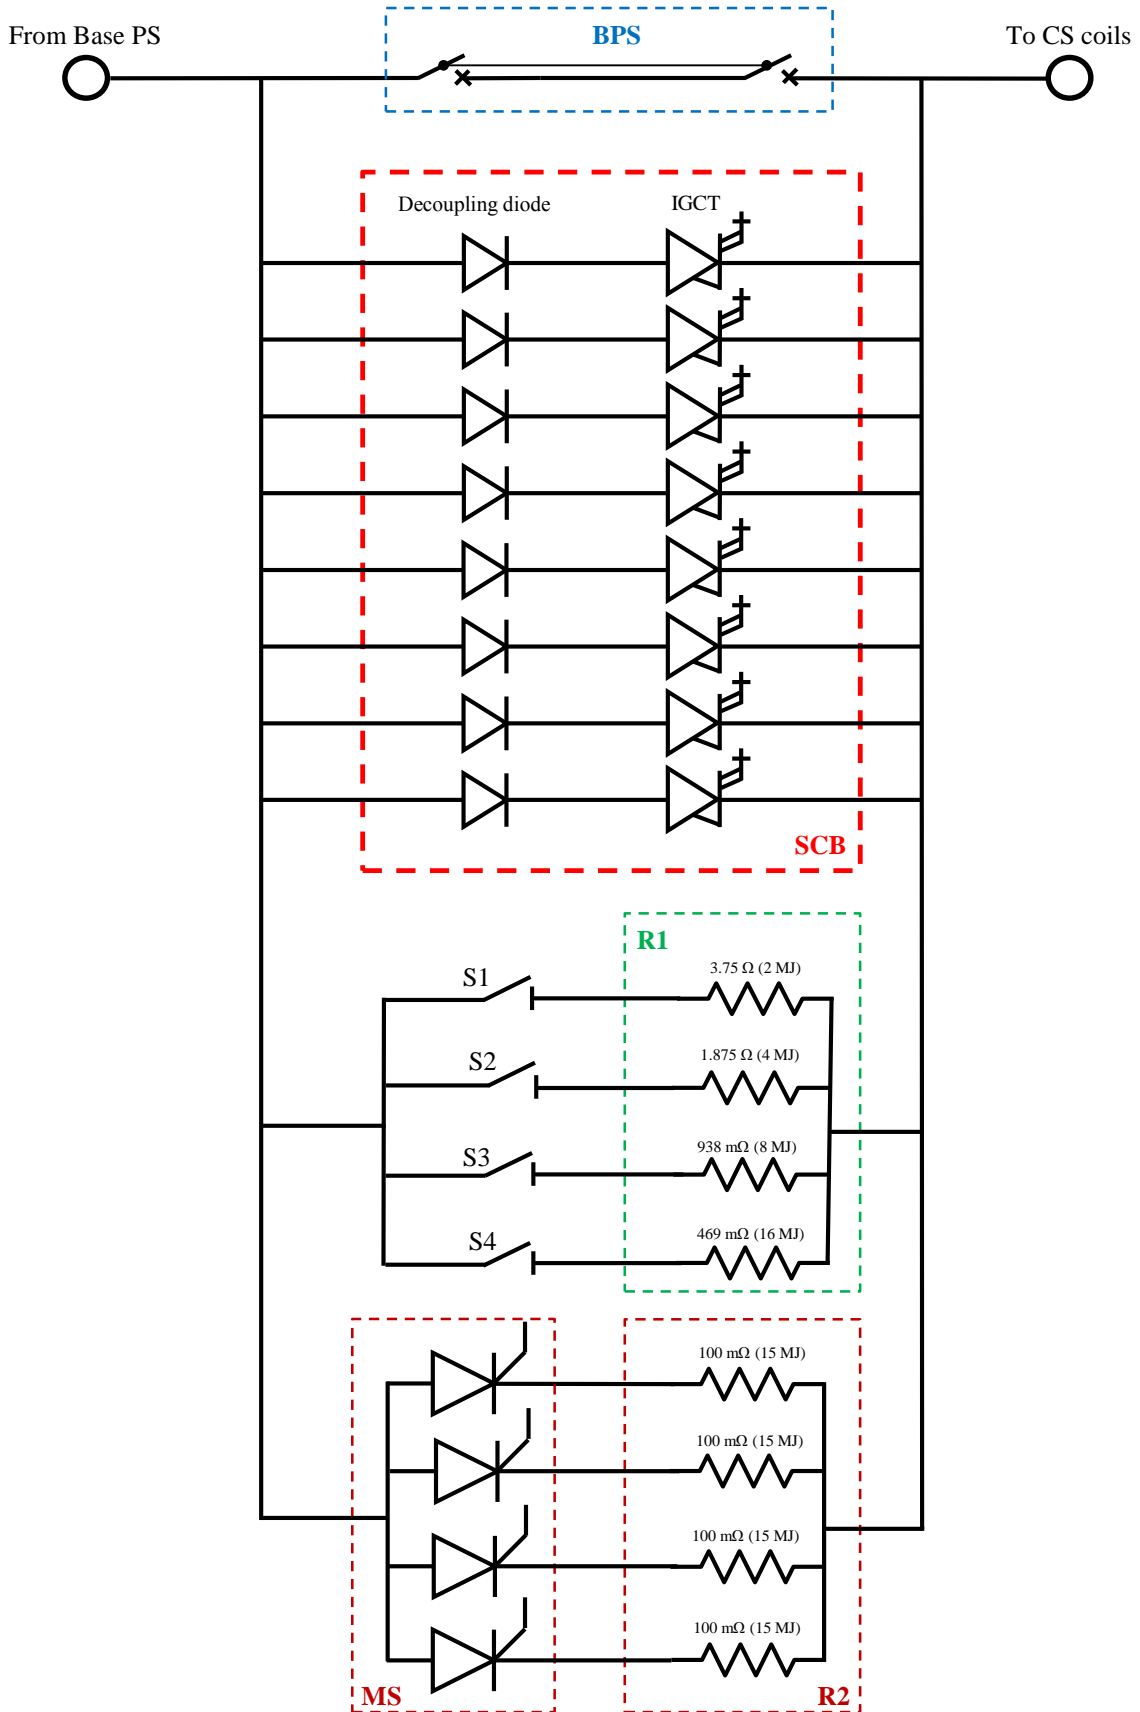 From Base PS
BPS
To CS coils
Decoupling diode
IGCT
SCB
R1
S1
3.75 Ω (2 MJ)
S2
1.875 Ω (4 MJ)
S3
938 mΩ (8 MJ)
S4
469 mΩ (16 MJ)
100 mΩ (15 MJ)
100 mΩ (15 MJ)
100 mΩ (15 MJ)
100 mΩ (15 MJ)
MS
R2